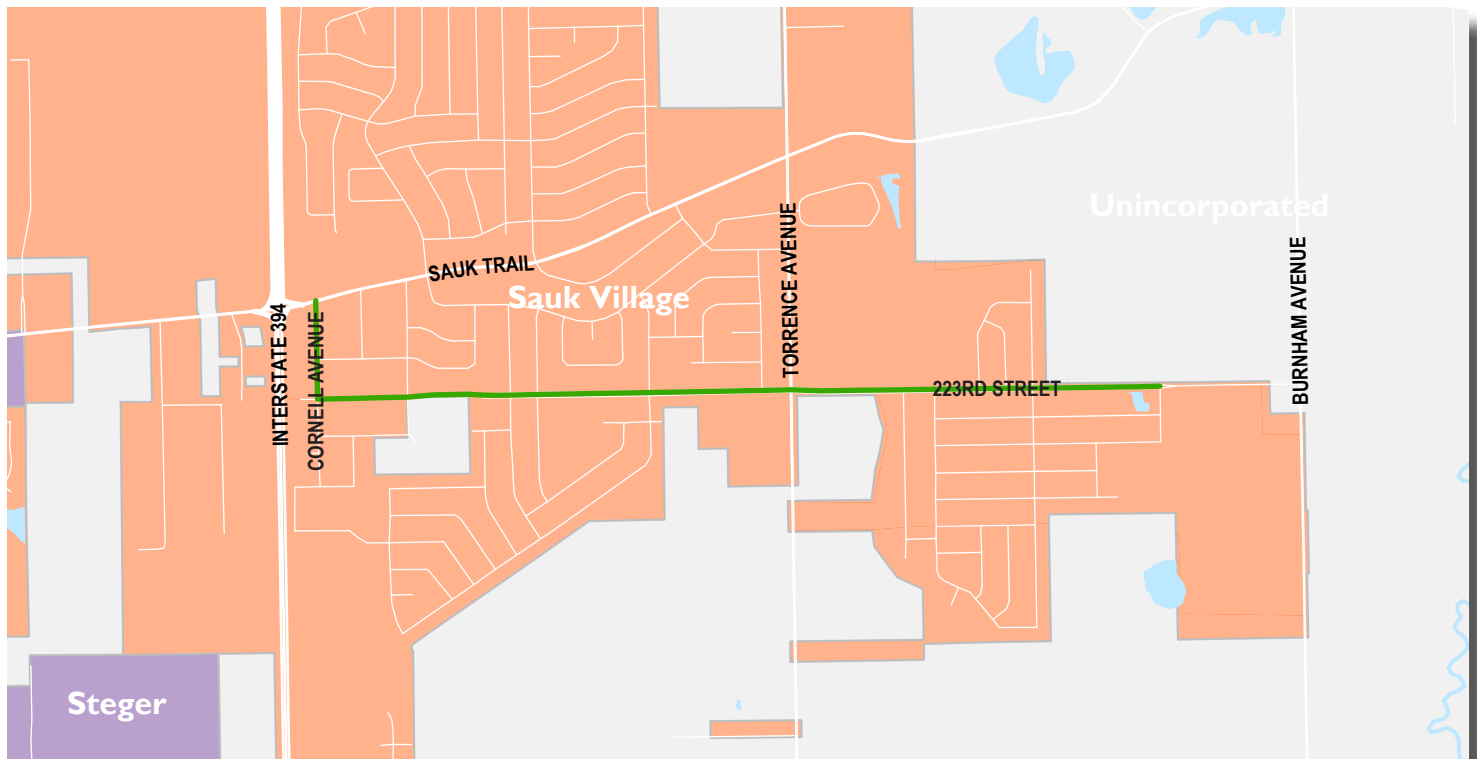 Unincorporated
SAUK TRAIL
Sauk Village
TORRENCE AVENUE
BURNHAM AVENUE
INTERSTATE 394
CORNELL AVENUE
223RD STREET
Steger